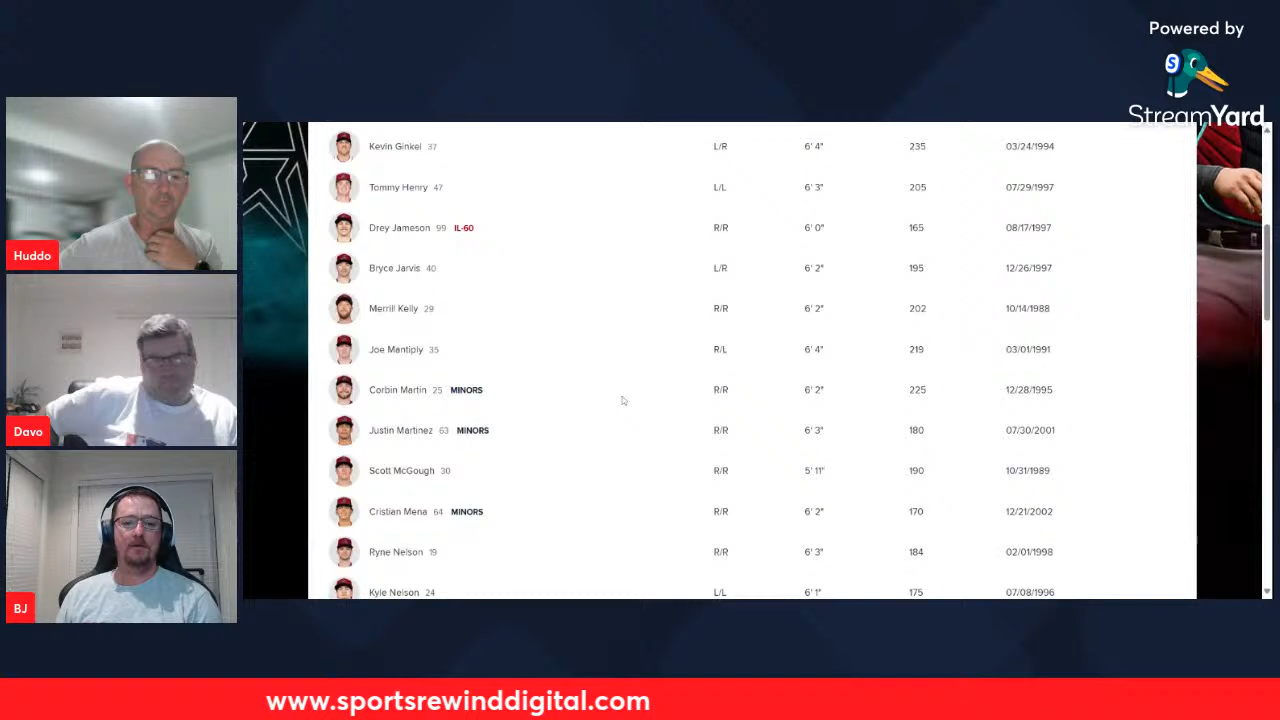 Powered by
S
StreamYard
Huddo
Davo
BJ
Kevin Ginkel 37 L/R 6' 4" 235 03/24/1994
Tommy Henry 47 L/L 6' 3" 205 07/29/1997
Drey Jameson 99 IL-60 R/R 6' 0" 165 08/17/1997
Bryce Jarvis 40 L/R 6' 2" 195 12/26/1997
Merrill Kelly 29 R/R 6' 2" 202 10/14/1988
Joe Mantiply 35 R/L 6' 4" 219 03/01/1991
Corbin Martin 25 MINORS R/R 6' 2" 225 12/28/1995
Justin Martinez 63 MINORS R/R 6' 3" 180 07/30/2001
Scott McGough 30 R/R 5' 11" 190 10/31/1989
Cristian Mena 64 MINORS R/R 6' 2" 170 12/21/2002
Ryne Nelson 19 R/R 6' 3" 184 02/01/1998
Kyle Nelson 24 L/L 6' 1" 175 07/08/1996
www.sportsrewinddigital.com